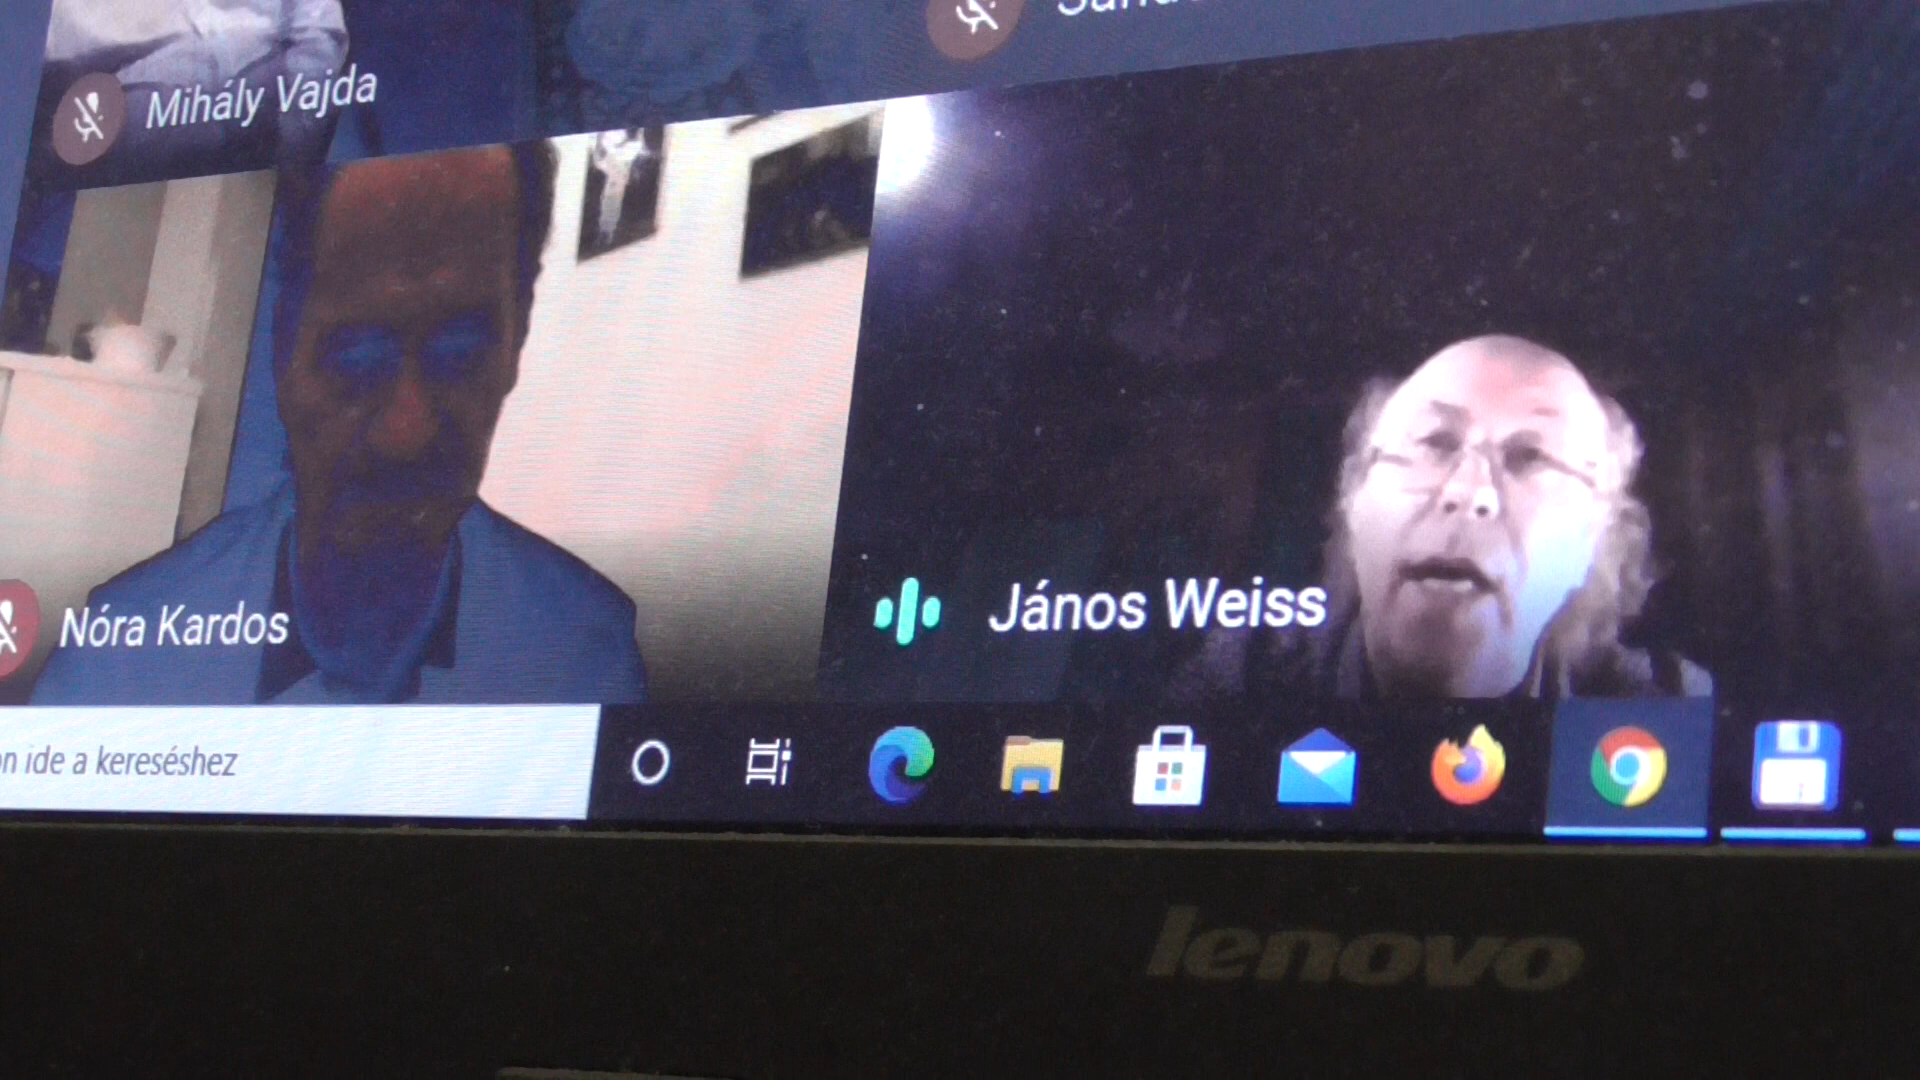 Mihály Vajda
Nóra Kardos
János Weiss
ide a kereséshez
lenovo